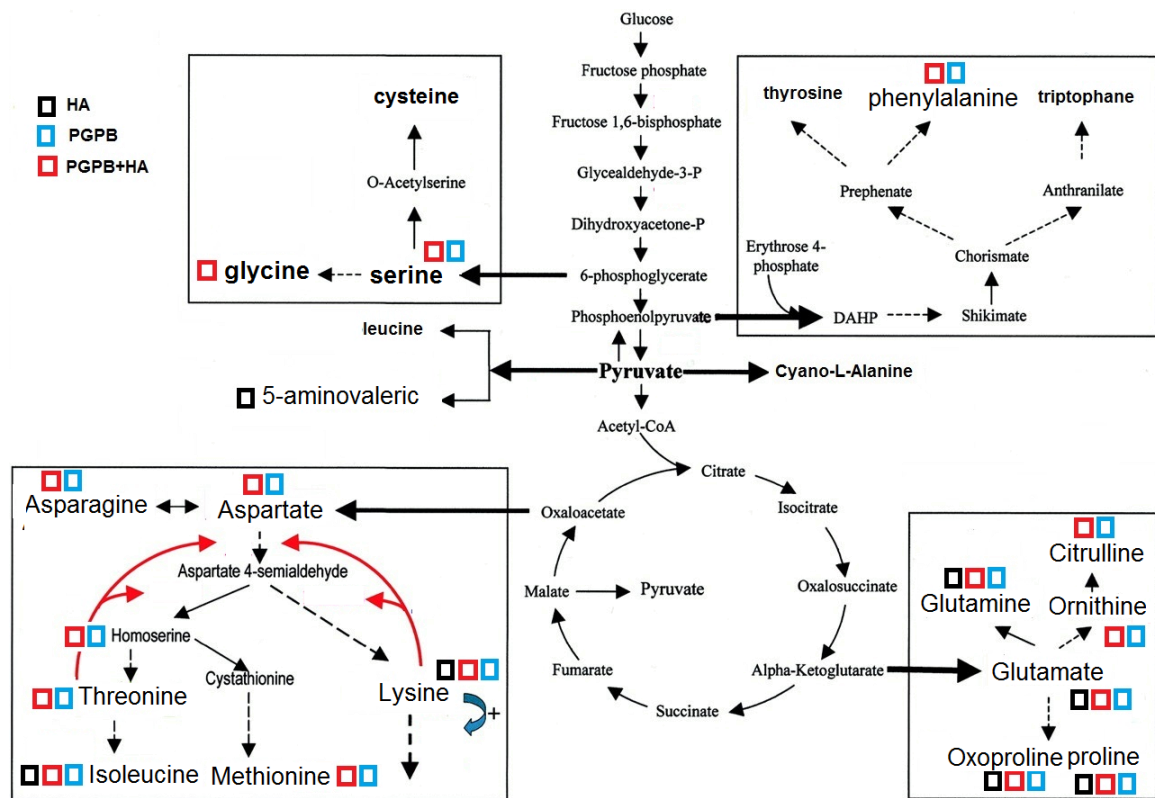 Glucose
Fructose phosphate
Fructose 1,6-bisphosphate
Glycealdehyde-3-P
Dihydroxyacetone-P
6-phosphoglycerate
Phosphoenolpyruvate
Pyruvate
Acetyl-CoA
HA
PGPB
PGPB+HA
cysteine
O-Acetylserine
glycine
serine
leucine
5-aminovaleric
thyrosine
phenylalanine
triptophane
Prephenate
Anthranilate
Erythrose 4-
phosphate
Chorismate
DAHP
Shikimate
Cyano-L-Alanine
Asparagine
Aspartate
Aspartate 4-semialdehyde
Homoserine
Cystathionine
Threonine
Lysine
+
Isoleucine
Methionine
Citrate
Oxaloacetate
Isocitrate
Malate
Pyruvate
Oxalosuccinate
Fumarate
Alpha-Ketoglutarate
Succinate
Citrulline
Glutamine
Ornithine
Glutamate
Oxoproline
proline